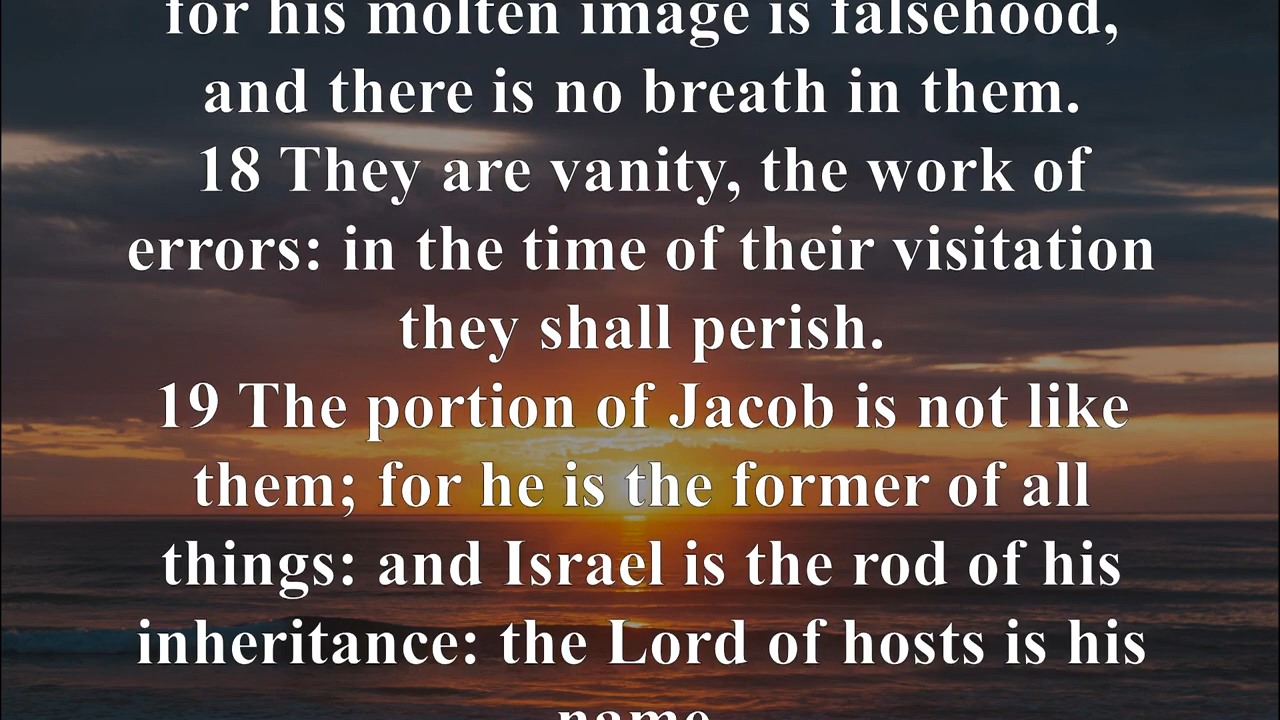 for his molten image is falsehood,
and there is no breath in them.
18 They are vanity, the work of
errors: in the time of their visitation
they shall perish.
19 The portion of Jacob is not like
them; for he is the former of all
things: and Israel is the rod of his
inheritance: the Lord of hosts is his
name